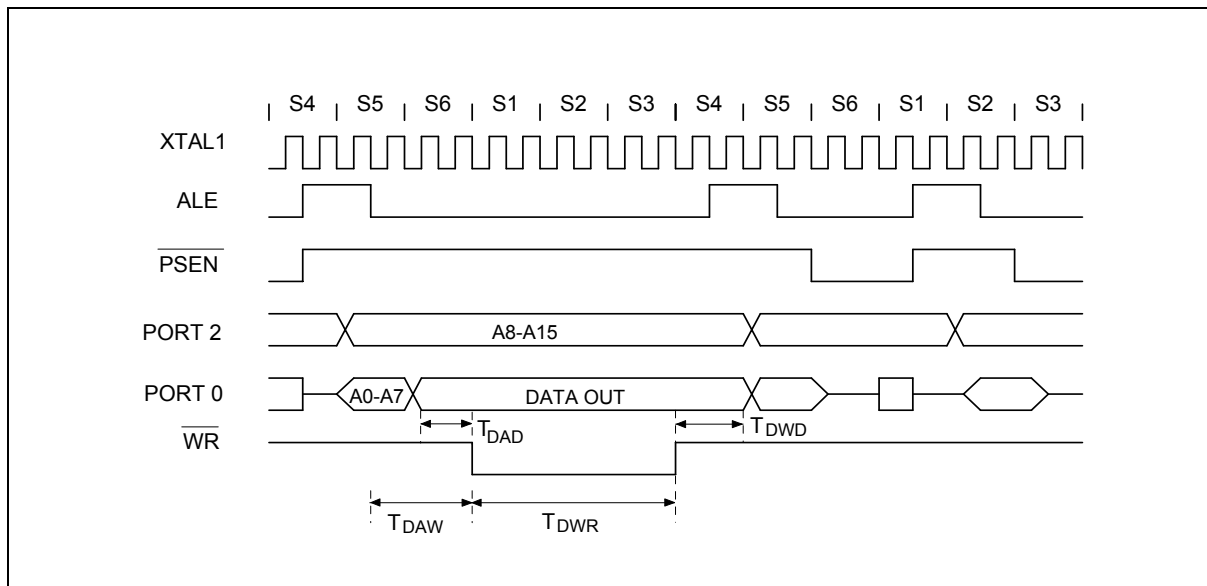 S4 S5 S6 S1 S2 S3 S4 S5 S6 S1 S2 S3
XTAL1
ALE
PSEN
PORT 2 A8-A15
PORT 0 A0-A7 DATA OUT
TDAD TDWD
WR
TDAW TDWR